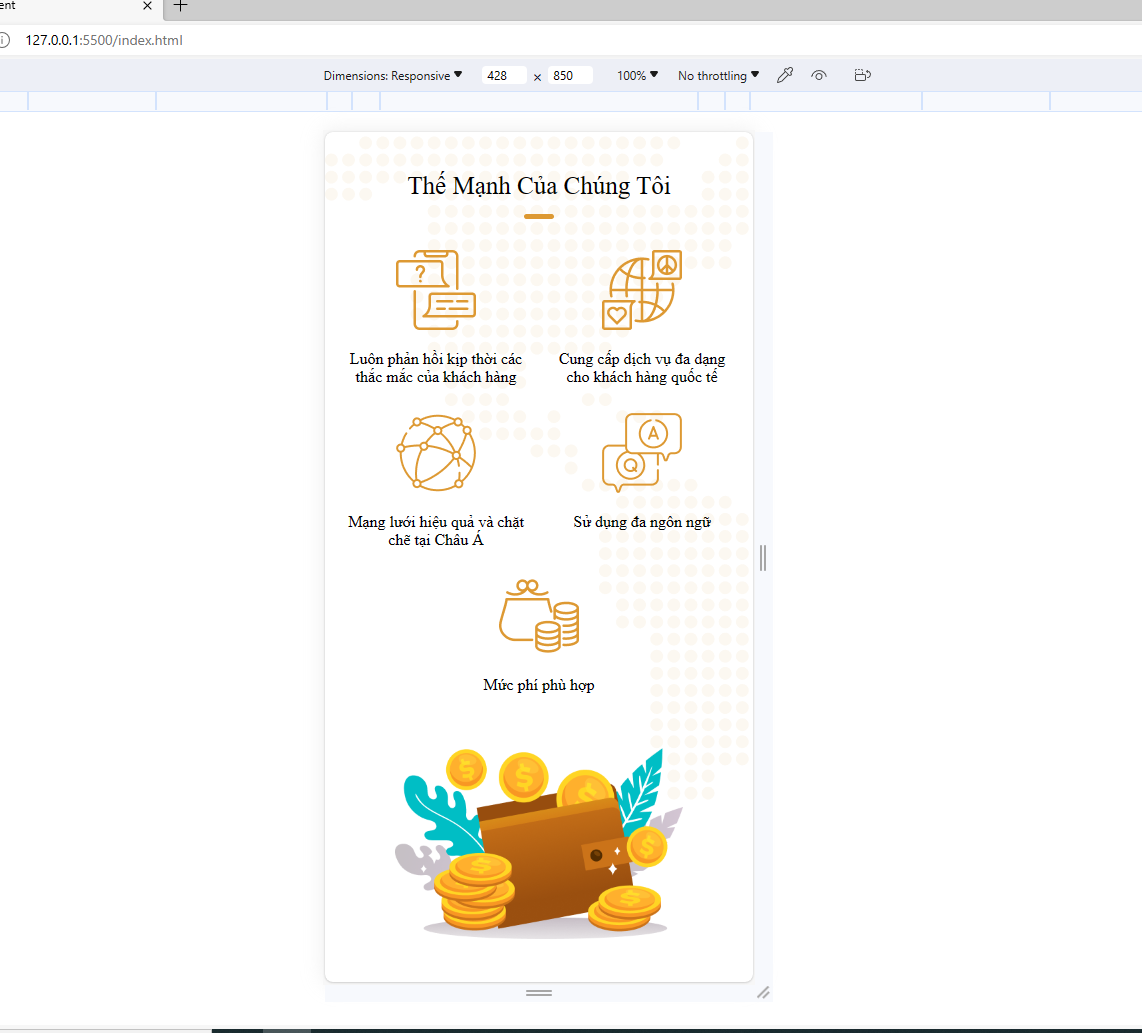 ent
127.0.0.1:5500/index.html
Dimensions: Responsive 428 x 850 100% No throttling
Thế Mạnh Của Chúng Tôi
?
Luôn phản hồi kịp thời các
thắc mắc của khách hàng
Cung cấp dịch vụ đa dạng
cho khách hàng quốc tế
A
Q
Mạng lưới hiệu quả và chặt
chẽ tại Châu Á
Sử dụng đa ngôn ngữ
Mức phí phù hợp
$ $ $
$
$
$